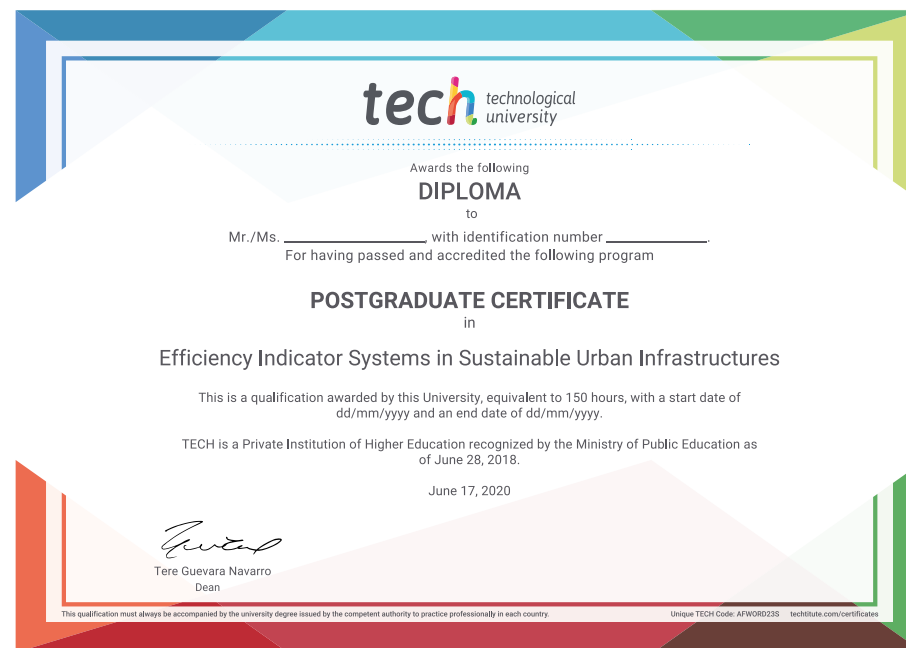 tech technological
university
Awards the following
DIPLOMA
to
Mr./Ms. ____________________, with identification number ______________.
For having passed and accredited the following program
POSTGRADUATE CERTIFICATE
in
Efficiency Indicator Systems in Sustainable Urban Infrastructures
This is a qualification awarded by this University, equivalent to 150 hours, with a start date of
dd/mm/yyyy and an end date of dd/mm/yyyy.
TECH is a Private Institution of Higher Education recognized by the Ministry of Public Education as
of June 28, 2018.
June 17, 2020
Tere Guevara Navarro
Dean
This qualification must always be accompanied by the university degree issued by the competent authority to practice professionally in each country. Unique TECH Code: AFWORD23S techtitute.com/certificates